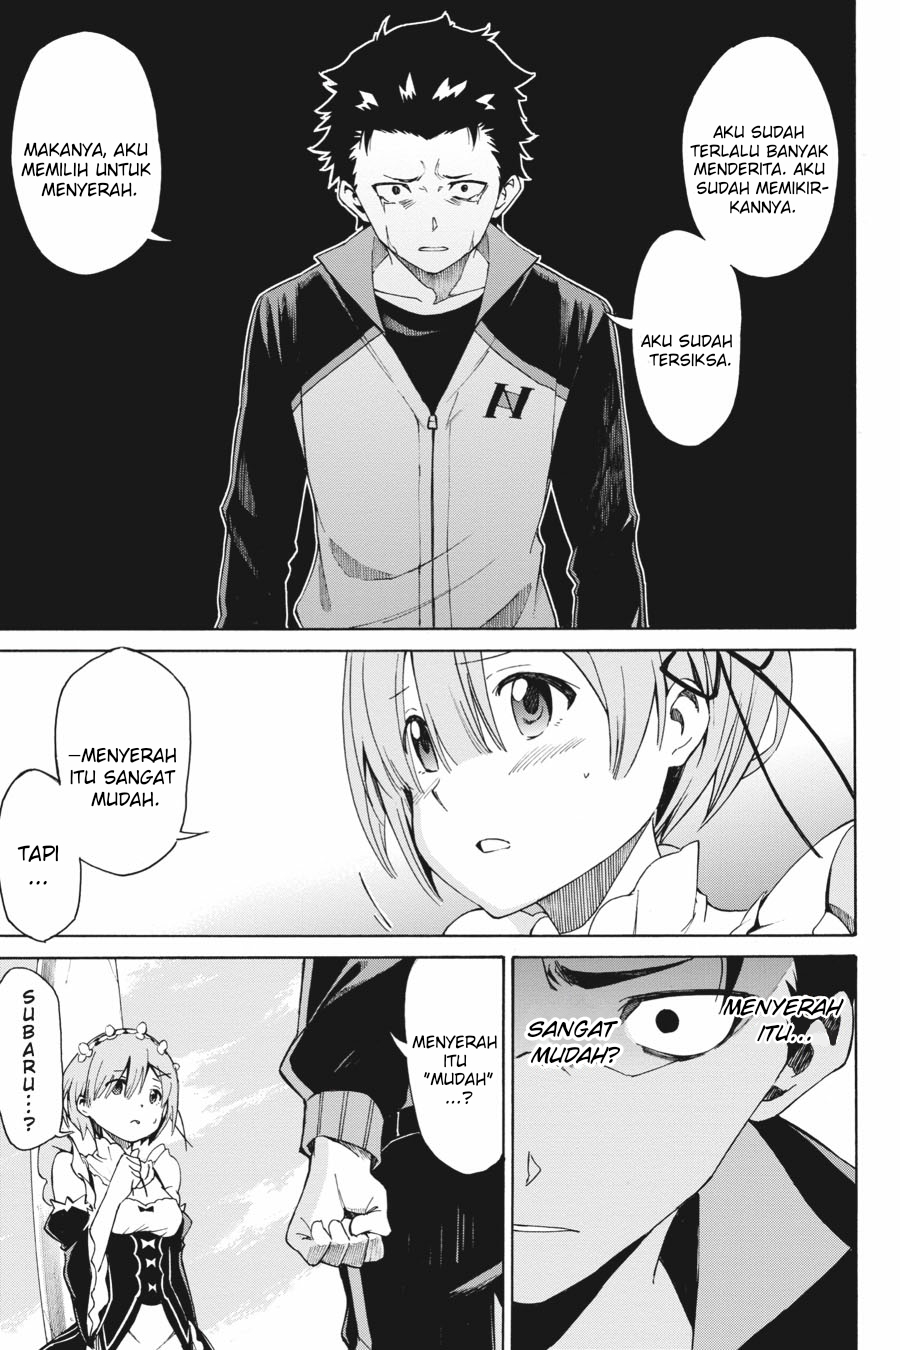 AKU SUDAH
TERLALU BANYAK
MENDERITA. AKU
SUDAH MEMIKIR-
KANNYA.
AKU SUDAH
TERSIKSA.
MAKANYA, AKU
MEMILIH UNTUK
MENYERAH.
–MENYERAH
ITU SANGAT
MUDAH.
TAPI
...
MENYERAH
ITU...
SANGAT
MUDAH?
MENYERAH
ITU
"MUDAH"
...?
SUBARU...?